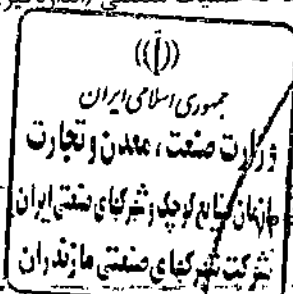 جمهوری اسلامی ایران
وزارت صنعت، معدن و تجارت
سازمان صنایع کوچک و شهرکهای صنعتی ایران
شرکت شهرکهای صنعتی مازندران